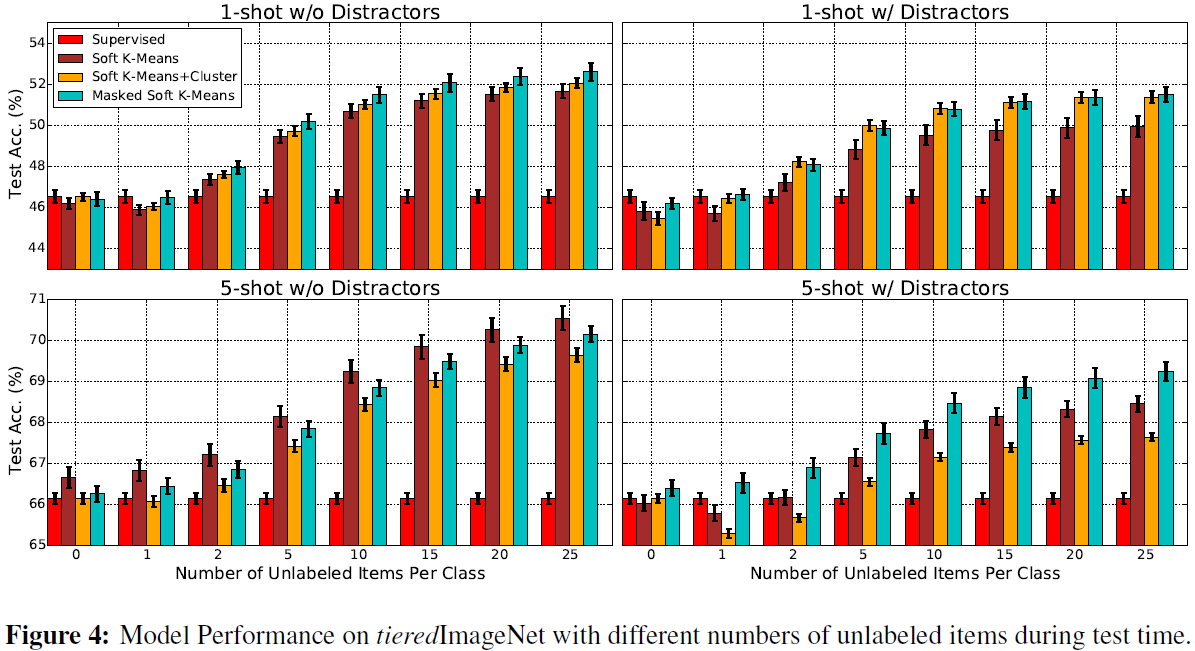 1-shot w/o Distractors
1-shot w/ Distractors
Test Acc. (%)
54
52
50
48
46
44
Supervised
Soft K-Means
Soft K-Means+Cluster
Masked Soft K-Means
5-shot w/o Distractors
5-shot w/ Distractors
Test Acc. (%)
71
70
69
68
67
66
65
0 1 2 5 10 15 20 25
0 1 2 5 10 15 20 25
Number of Unlabeled Items Per Class
Number of Unlabeled Items Per Class
Figure 4: Model Performance on tieredImageNet with different numbers of unlabeled items during test time.